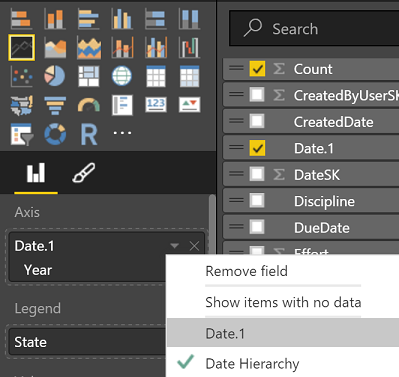 Search
Count
CreatedByUserSK
CreatedDate
Date.1
DateSK
Discipline
DueDate
Effort
Axis
Date.1
Year
Legend
State
Remove field
Show items with no data
Date.1
Date Hierarchy